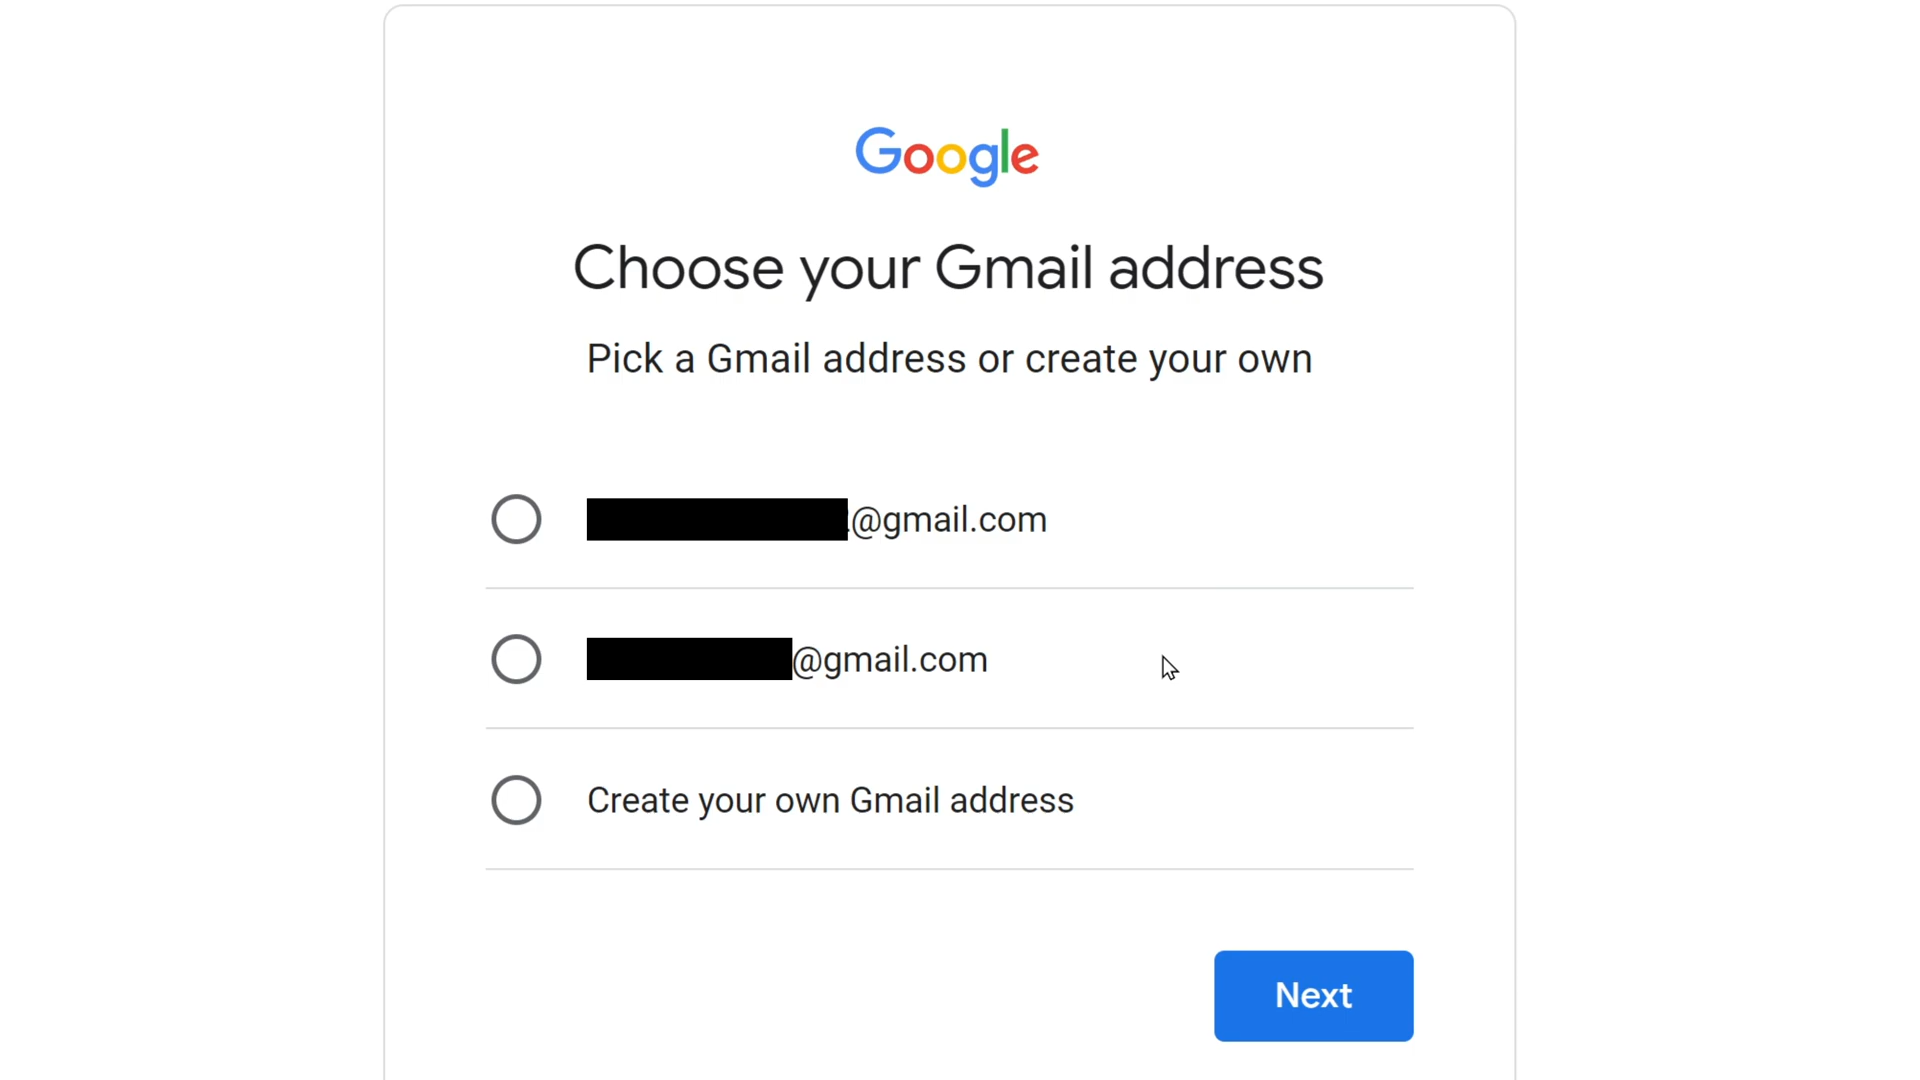 Google
Choose your Gmail address
Pick a Gmail address or create your own
@gmail.com
@gmail.com
Create your own Gmail address
Next